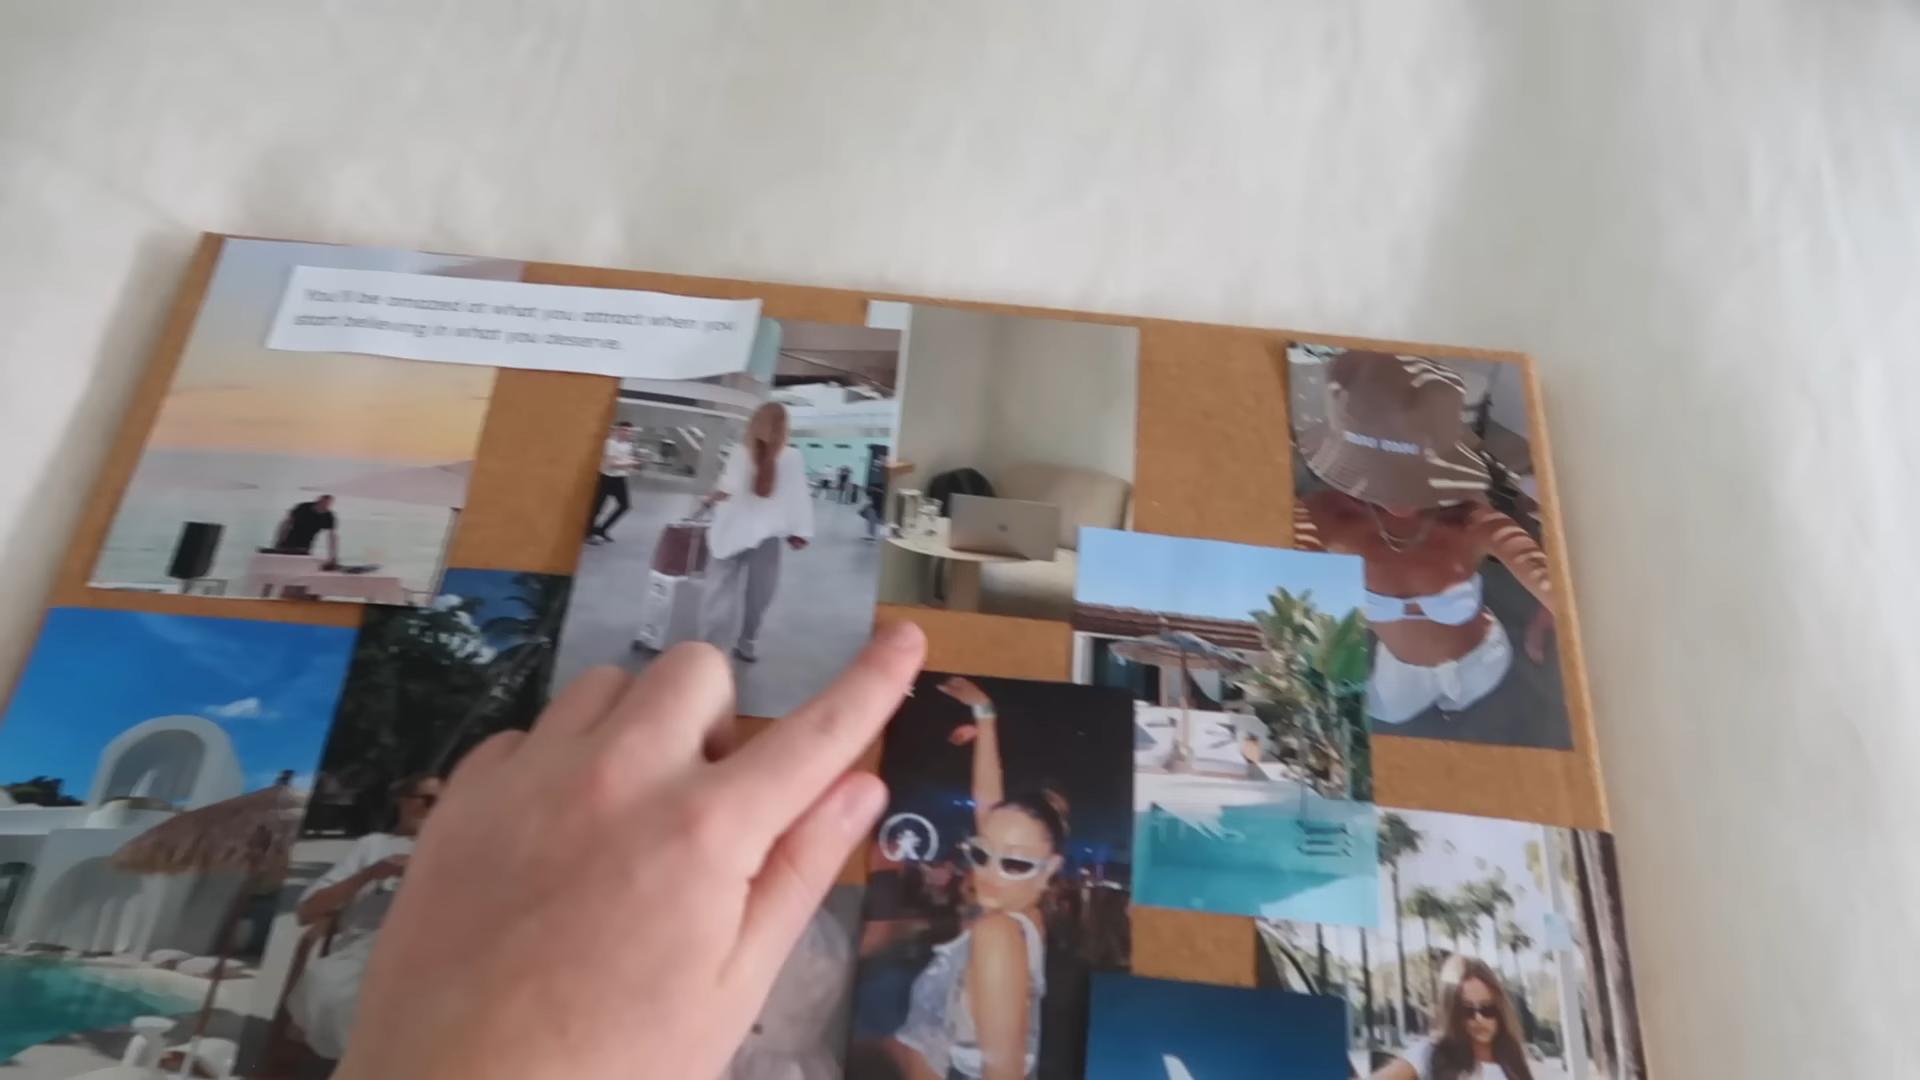 You'll be amazed at what you attract when you
start believing in what you deserve.